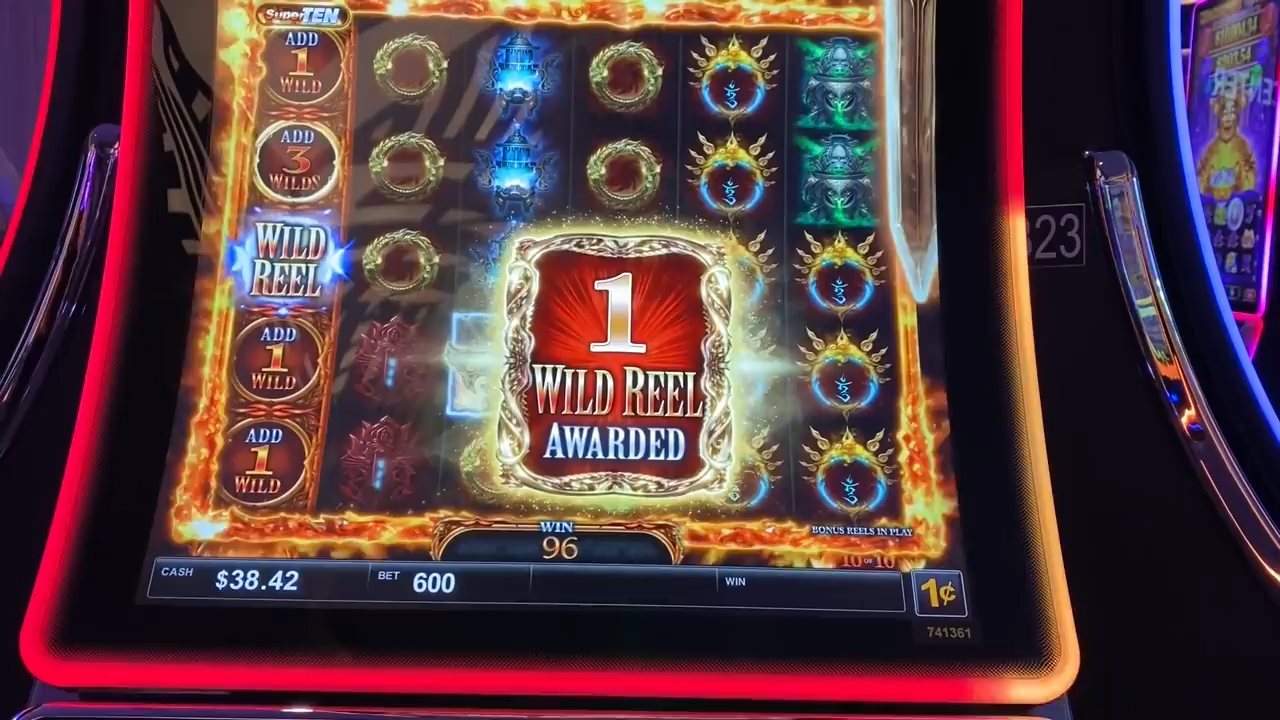 SuperTEN
ADD
1
WILD
ADD
3
WILDS
WILD
REEL
ADD
1
WILD
ADD
1
WILD
1
WILD REEL
AWARDED
WIN
96
BONUS REELS IN PLAY
10 OF 10
CASH $38.42
BET 600
WIN
1¢
741361
323